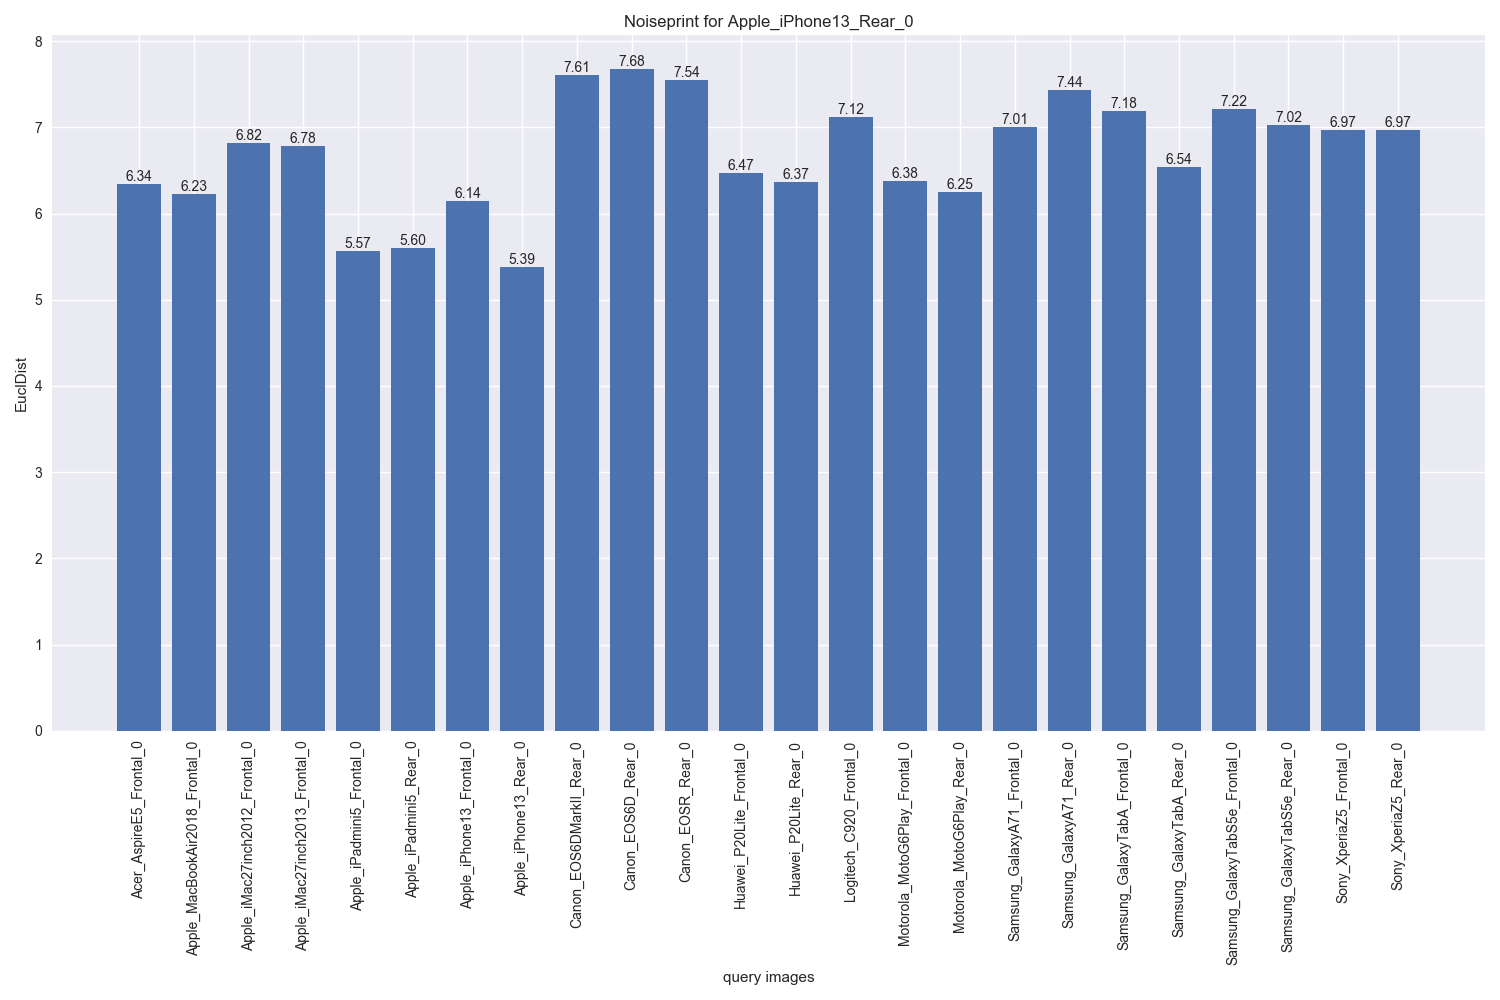 Noiseprint for Apple_iPhone13_Rear_0
EuclDist
8
7
6
5
4
3
2
1
0
6.34
6.23
6.82
6.78
5.57
5.60
6.14
5.39
7.61
7.68
7.54
6.47
6.37
7.12
6.38
6.25
7.01
7.44
7.18
6.54
7.22
7.02
6.97
6.97
Acer_AspireE5_Frontal_0
Apple_MacBookAir2018_Frontal_0
Apple_iMac27inch2012_Frontal_0
Apple_iMac27inch2013_Frontal_0
Apple_iPadmini5_Frontal_0
Apple_iPadmini5_Rear_0
Apple_iPhone13_Frontal_0
Apple_iPhone13_Rear_0
Canon_EOS6DMarkII_Rear_0
Canon_EOS6D_Rear_0
Canon_EOSR_Rear_0
Huawei_P20Lite_Frontal_0
Huawei_P20Lite_Rear_0
Logitech_C920_Frontal_0
Motorola_MotoG6Play_Frontal_0
Motorola_MotoG6Play_Rear_0
Samsung_GalaxyA71_Frontal_0
Samsung_GalaxyA71_Rear_0
Samsung_GalaxyTabA_Frontal_0
Samsung_GalaxyTabA_Rear_0
Samsung_GalaxyTabS5e_Frontal_0
Samsung_GalaxyTabS5e_Rear_0
Sony_XperiaZ5_Frontal_0
Sony_XperiaZ5_Rear_0
query images